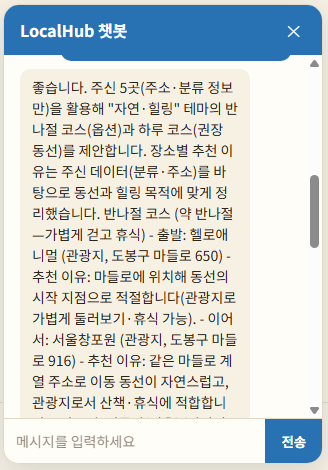 LocalHub 챗봇
좋습니다. 주신 5곳(주소·분류 정보
만)을 활용해 "자연·힐링" 테마의 반
나절 코스(옵션)과 하루 코스(권장
동선)를 제안합니다. 장소별 추천 이
유는 주신 데이터(분류·주소)를 바
탕으로 동선과 힐링 목적에 맞게 정
리했습니다. 반나절 코스 (약 반나절
—가볍게 걷고 휴식) - 출발: 헬로애
니멀 (관광지, 도봉구 마들로 650) -
추천 이유: 마들로에 위치해 동선의
시작 지점으로 적절합니다(관광지로
가볍게 둘러보기·휴식 가능). - 이어
서: 서울창포원 (관광지, 도봉구 마들
로 916) - 추천 이유: 같은 마들로 계
열 주소로 이동 동선이 자연스럽고,
관광지로서 산책·휴식에 적합합니
메시지를 입력하세요
전송